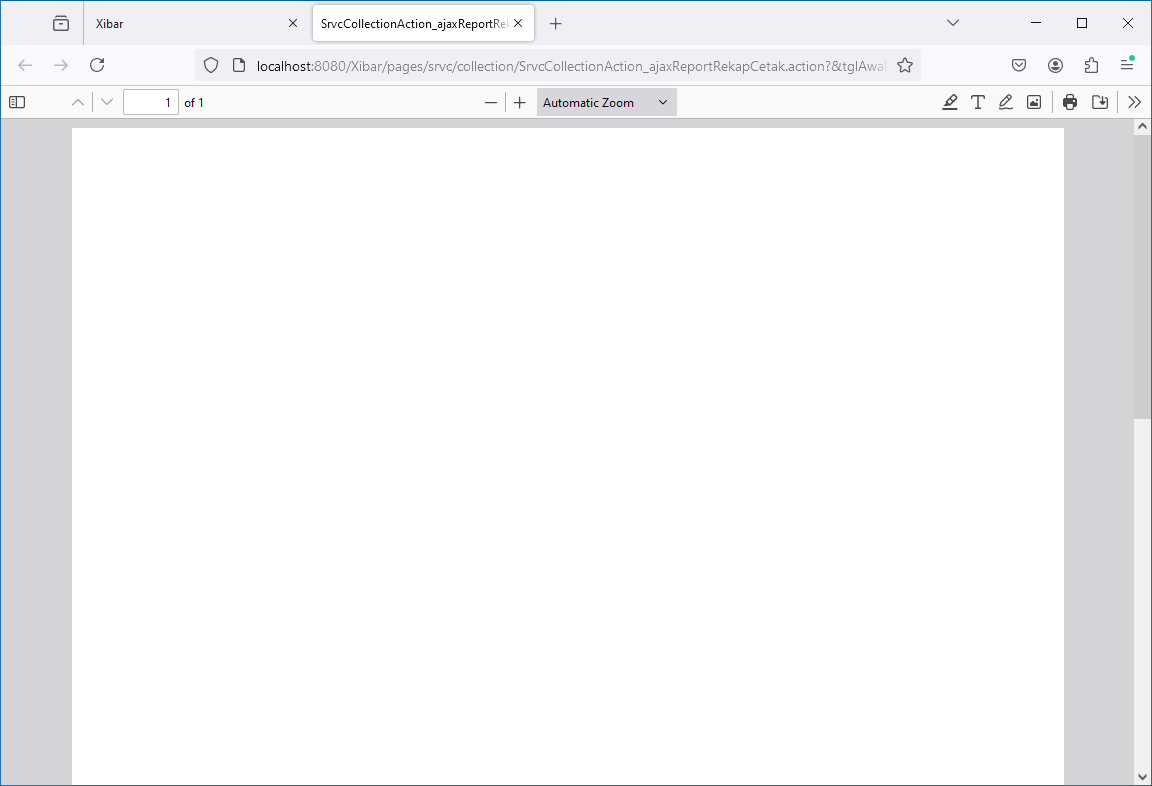 Xibar
SrvcCollectionAction_ajaxReportRe
localhost:8080/Xibar/pages/srvc/collection/SrvcCollectionAction_ajaxReportRekapCetak.action?&tglAwal
1 of 1
Automatic Zoom